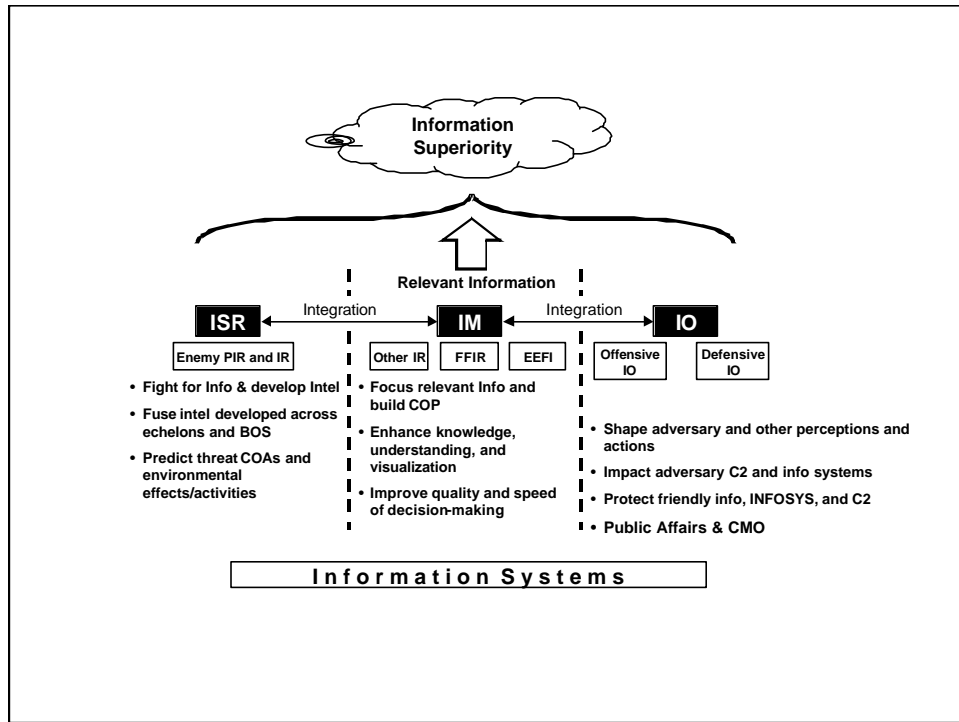 Information
Superiority
Relevant Information
ISR
Integration
IM
Integration
IO
Enemy PIR and IR
Other IR
FFIR
EEFI
Offensive
IO
Defensive
IO
• Fight for Info & develop Intel
• Fuse intel developed across
echelons and BOS
• Predict threat COAs and
environmental
effects/activities
• Focus relevant Info and
build COP
• Enhance knowledge,
understanding, and
visualization
• Improve quality and speed
of decision-making
• Shape adversary and other perceptions and
actions
• Impact adversary C2 and info systems
• Protect friendly info, INFOSYS, and C2
• Public Affairs & CMO
Information Systems